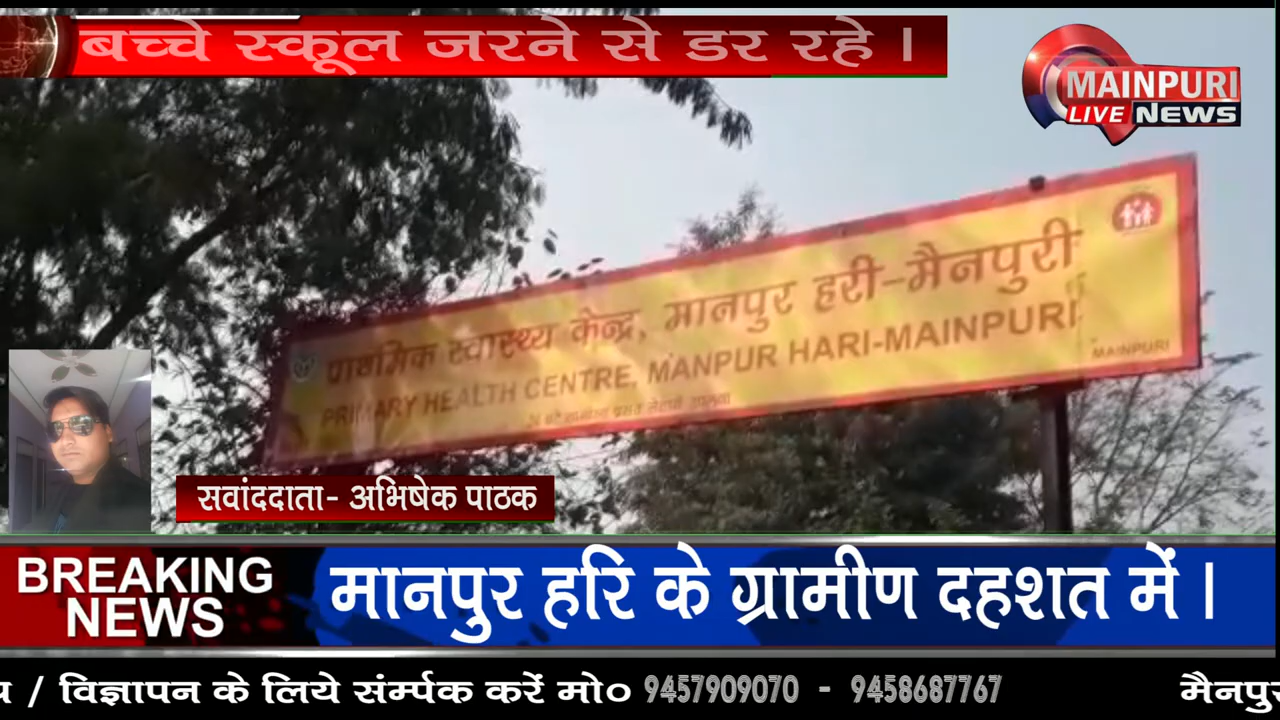 बच्चे स्कूल जरने से डर रहे ।
MAINPURI
LIVE NEWS
प्राथमिक स्वास्थ्य केन्द्र, मानपुर हरी-मैनपुरी
PRIMARY HEALTH CENTRE, MANPUR HARI-MAINPURI
MAINPURI
सवांददाता- अभिषेक पाठक
BREAKING
NEWS
मानपुर हरि के ग्रामीण दहशत में ।
/ विज्ञापन के लिये संर्म्पक करें मो० 9457909070 - 9458687767